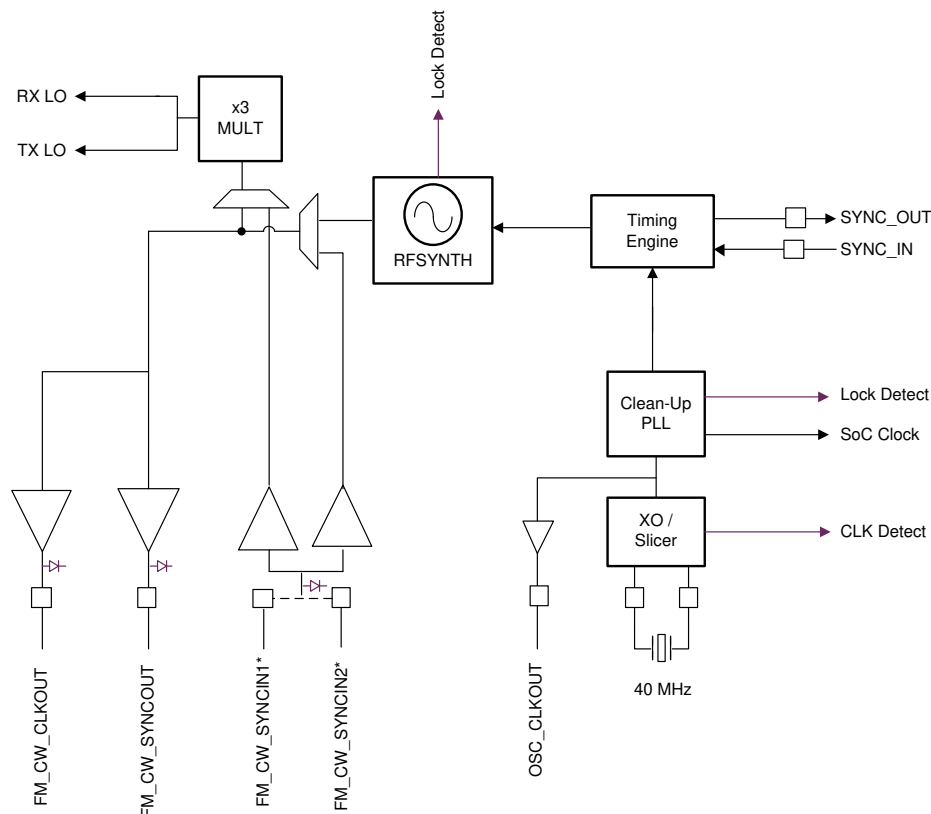 Lock Detect
RX LO
x3
MULT
TX LO
RFSYNTH
Timing
Engine
SYNC_OUT
SYNC_IN
Clean-Up
PLL
Lock Detect
SoC Clock
XO /
Slicer
CLK Detect
40 MHz
FM_CW_CLKOUT
FM_CW_SYNCOUT
FM_CW_SYNCIN1*
FM_CW_SYNCIN2*
OSC_CLKOUT